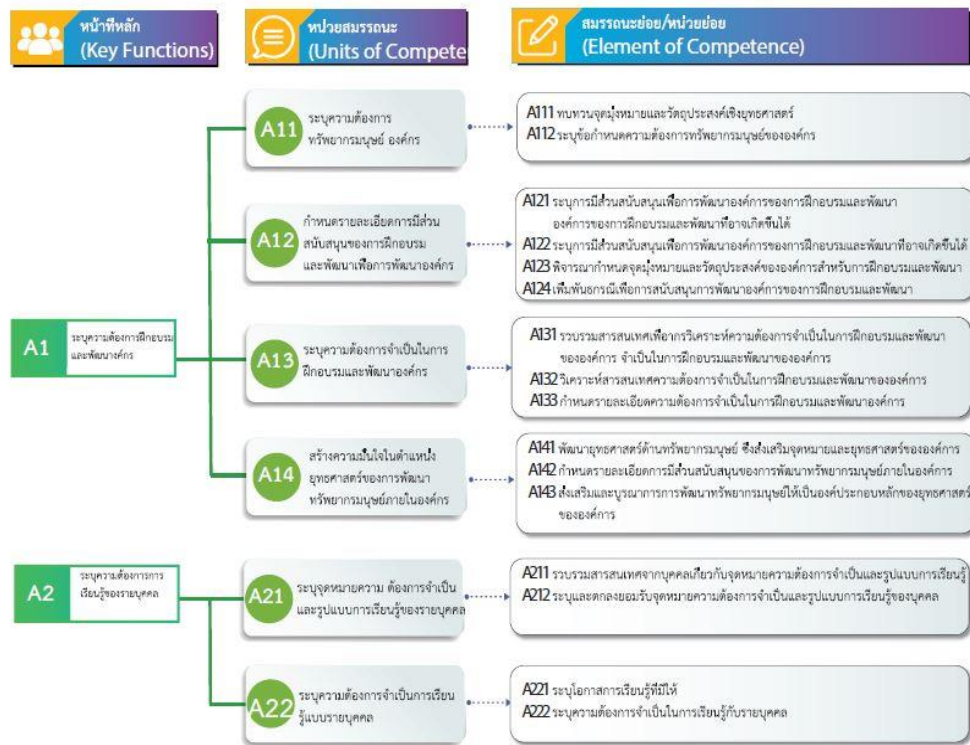 หน้าที่หลัก
(Key Functions)
หน่วยสมรรถนะ
(Units of Compete
สมรรถนะย่อย/หน่วยย่อย
(Element of Competence)
A1
ระบุความต้องการฝึกอบรม
และพัฒนางค์กร
A11
ระบุความต้องการ
ทรัพยากรมนุษย์ องค์กร
A111 ทบทวนจุดมุ่งหมายและวัตถุประสงค์เชิงยุทธศาสตร์
A112 ระบุข้อกำหนดความต้องการทรัพยากรมนุษย์ขององค์กร
A12
กำหนดรายละเอียดการมีส่วน
สนับสนุนของการฝึกอบรม
และพัฒนาเพื่อการพัฒนาองค์กร
A121 ระบุการมีส่วนสนับสนุนเพื่อการพัฒนาองค์การของการฝึกอบรมและพัฒนา
องค์การของการฝึกอบรมและพัฒนาที่อาจเกิดขึ้นได้
A122 ระบุการมีส่วนสนับสนุนเพื่อการพัฒนาองค์การของการฝึกอบรมและพัฒนาที่อาจเกิดขึ้นได้
A123 พิจารณากำหนดจุดมุ่งหมายและวัตถุประสงค์ขององค์การสำหรับการฝึกอบรมและพัฒนา
A124 เพิ่มพันธกรณีเพื่อการสนับสนุนการพัฒนาองค์การของการฝึกอบรมและพัฒนา
A13
ระบุความต้องการจำเป็นในการ
ฝึกอบรมและพัฒนาองค์กร
A131 รวบรวมสารสนเทศเพื่อการวิเคราะห์ความต้องการจำเป็นในการฝึกอบรมและพัฒนา
ขององค์การ จำเป็นในการฝึกอบรมและพัฒนาขององค์การ
A132 วิเคราะห์สารสนเทศความต้องการจำเป็นในการฝึกอบรมและพัฒนาขององค์การ
A133 กำหนดรายละเอียดความต้องการจำเป็นในการฝึกอบรมและพัฒนาองค์การ
A14
สร้างความมั่นใจในตำแหน่ง
ยุทธศาสตร์ของการพัฒนา
ทรัพยากรมนุษย์ภายในองค์กร
A141 พัฒนายุทธศาสตร์ด้านทรัพยากรมนุษย์ ซึ่งส่งเสริมจุดหมายและยุทธศาสตร์ขององค์การ
A142 กำหนดรายละเอียดการมีส่วนสนับสนุนของการพัฒนาทรัพยากรมนุษย์ภายในองค์การ
A143 ส่งเสริมและบูรณาการการพัฒนาทรัพยากรมนุษย์ให้เป็นองค์ประกอบหลักของยุทธศาสตร์
ขององค์การ
A2
ระบุความต้องการการ
เรียนรู้ของรายบุคคล
A21
ระบุจุดหมายความ ต้องการจำเป็น
และรูปแบบการเรียนรู้ของรายบุคคล
A211 รวบรวมสารสนเทศจากบุคคลเกี่ยวกับจุดหมายความต้องการจำเป็นและรูปแบบการเรียนรู้
A212 ระบุและตกลงยอมรับจุดหมายความต้องการจำเป็นและรูปแบบการเรียนรู้ของบุคคล
A22
ระบุความต้องการจำเป็นการเรียน
รู้แบบรายบุคคล
A221 ระบุโอกาสการเรียนรู้ที่มีให้
A222 ระบุความต้องการจำเป็นในการเรียนรู้กับรายบุคคล